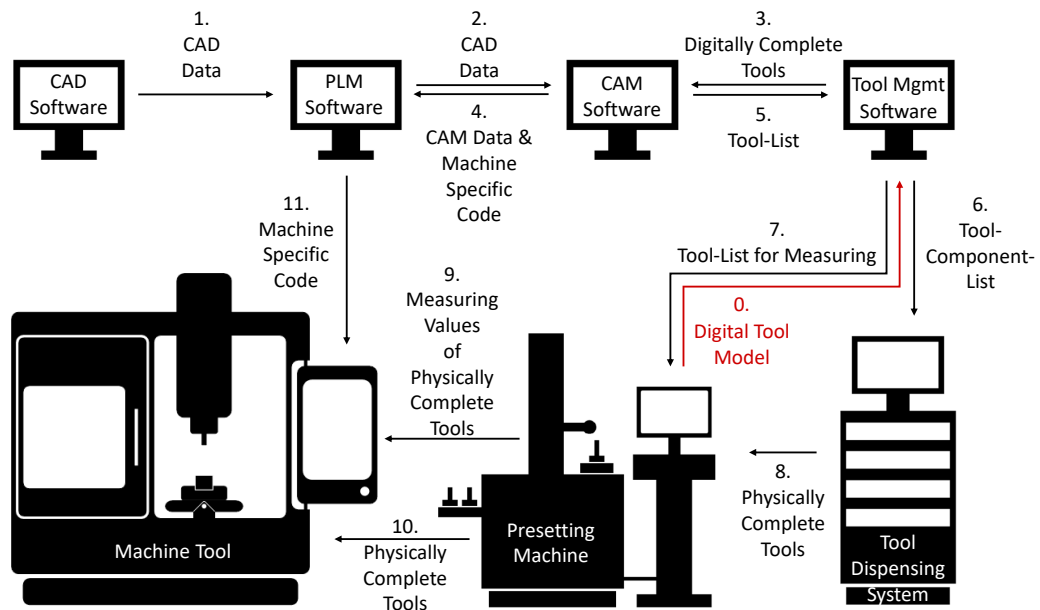 1.
CAD
Data
2.
CAD
Data
3.
Digitally Complete
Tools
CAD
Software
PLM
Software
CAM
Software
Tool Mgmt
Software
4.
CAM Data &
Machine
Specific
Code
5.
Tool-List
11.
Machine
Specific
Code
6.
Tool-
Component-
List
7.
Tool-List for Measuring
0.
Digital Tool
Model
9.
Measuring
Values
of
Physically
Complete
Tools
8.
Physically
Complete
Tools
10.
Physically
Complete
Tools
Machine Tool
Presetting
Machine
Tool
Dispensing
System